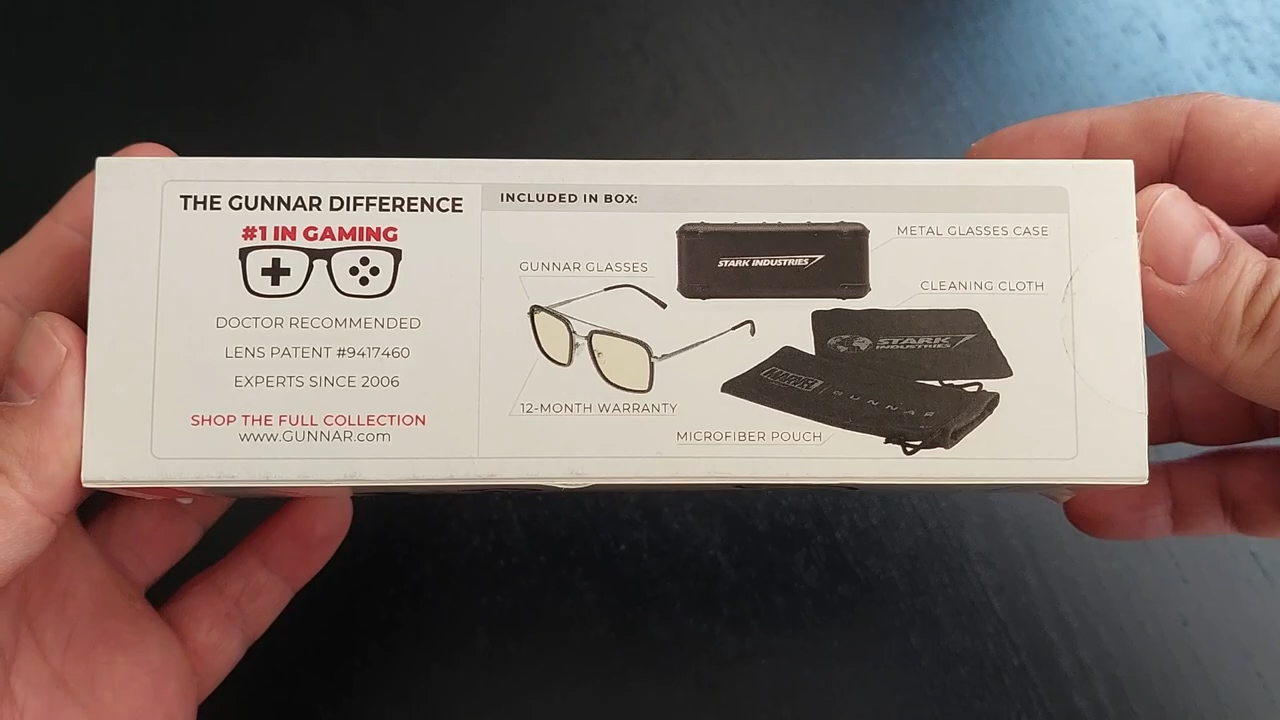 THE GUNNAR DIFFERENCE
#1 IN GAMING
DOCTOR RECOMMENDED
LENS PATENT #9417460
EXPERTS SINCE 2006
SHOP THE FULL COLLECTION
www.GUNNAR.com
INCLUDED IN BOX:
METAL GLASSES CASE
STARK INDUSTRIES
GUNNAR GLASSES
CLEANING CLOTH
STARK
INDUSTRIES
MARVEL | GUNNAR
12-MONTH WARRANTY
MICROFIBER POUCH